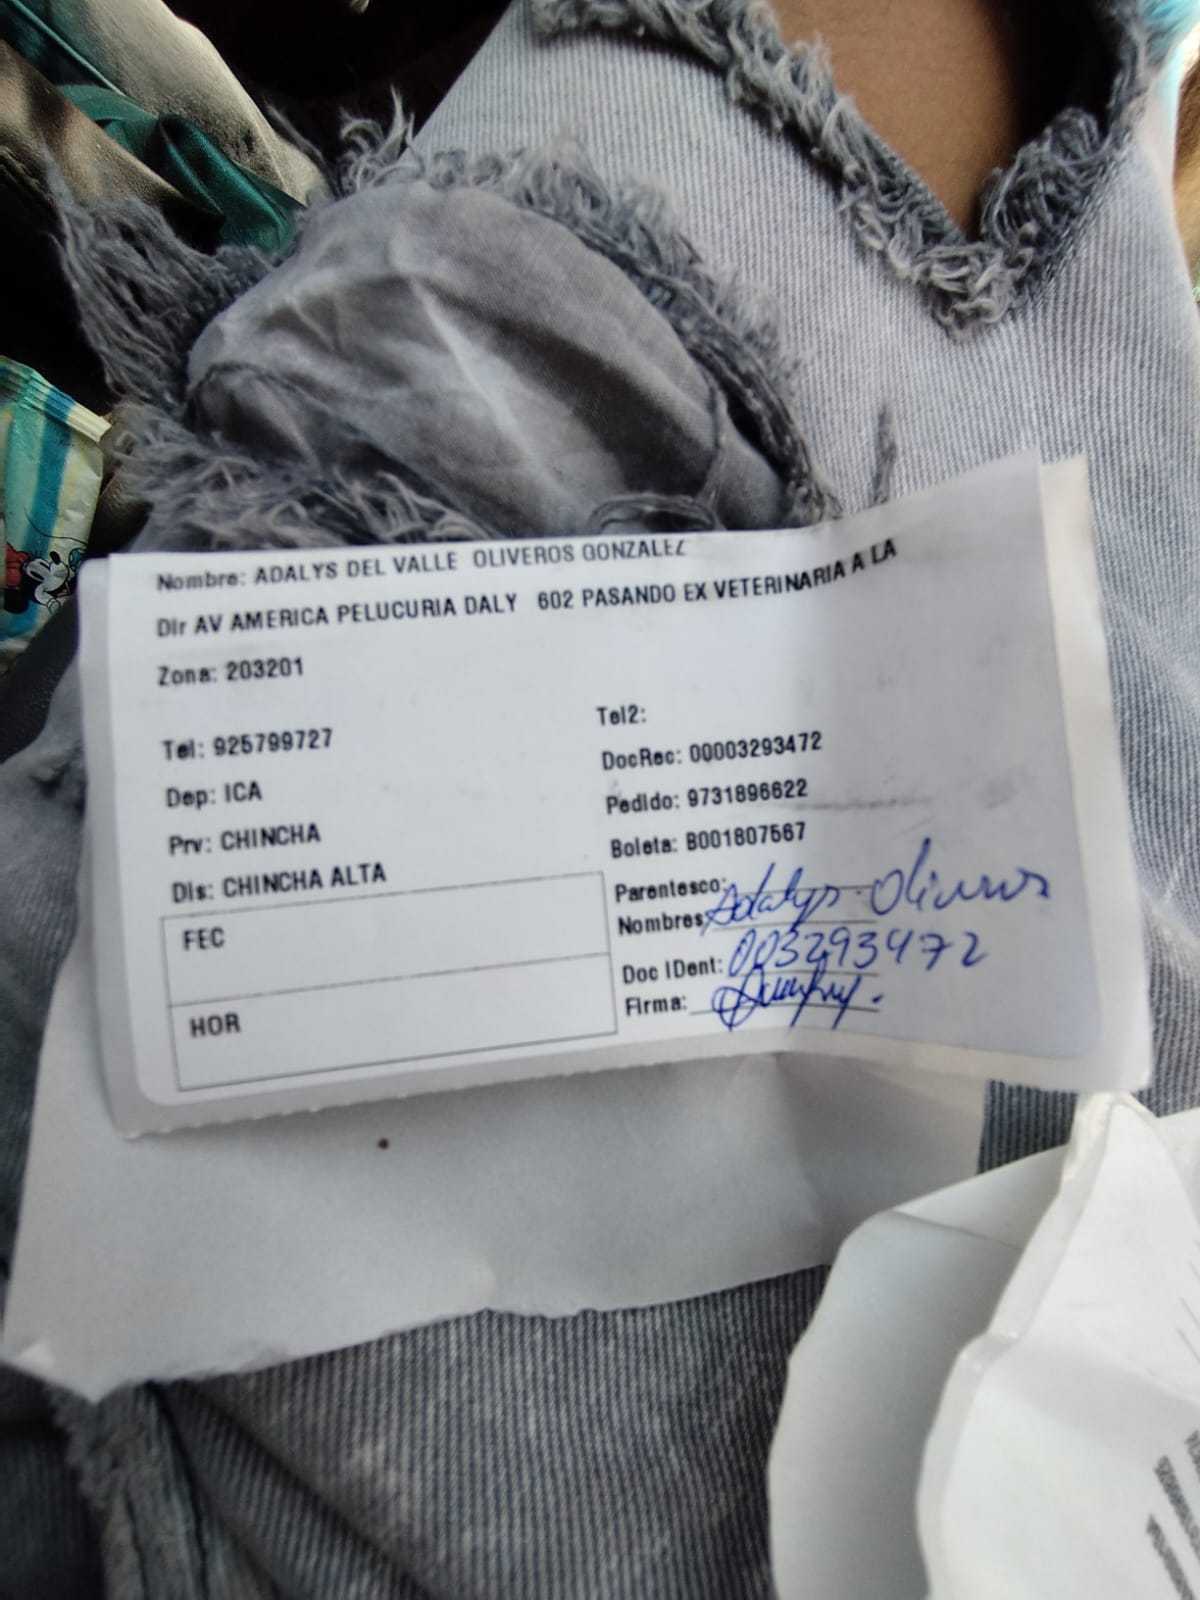 Nombre: ADALYS DEL VALLE OLIVEROS GONZALEZ
Dir AV AMERICA PELUCURIA DALY 602 PASANDO EX VETERINARIA A LA
Zona: 203201
Tel: 925799727
Tel2:
Dep: ICA
DocRec: 00003293472
Prv: CHINCHA
Pedido: 9731896622
Dis: CHINCHA ALTA
Boleta: B001807567
Parentesco:
Nombres: Adalys Oliveros
Doc IDent: 003293472
Firma:
FEC
HOR